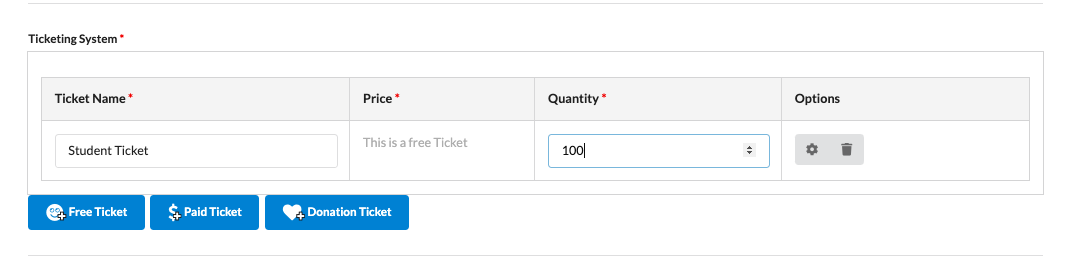 Ticketing System *
Ticket Name * Price * Quantity * Options
Student Ticket This is a free Ticket 100
Free Ticket Paid Ticket Donation Ticket